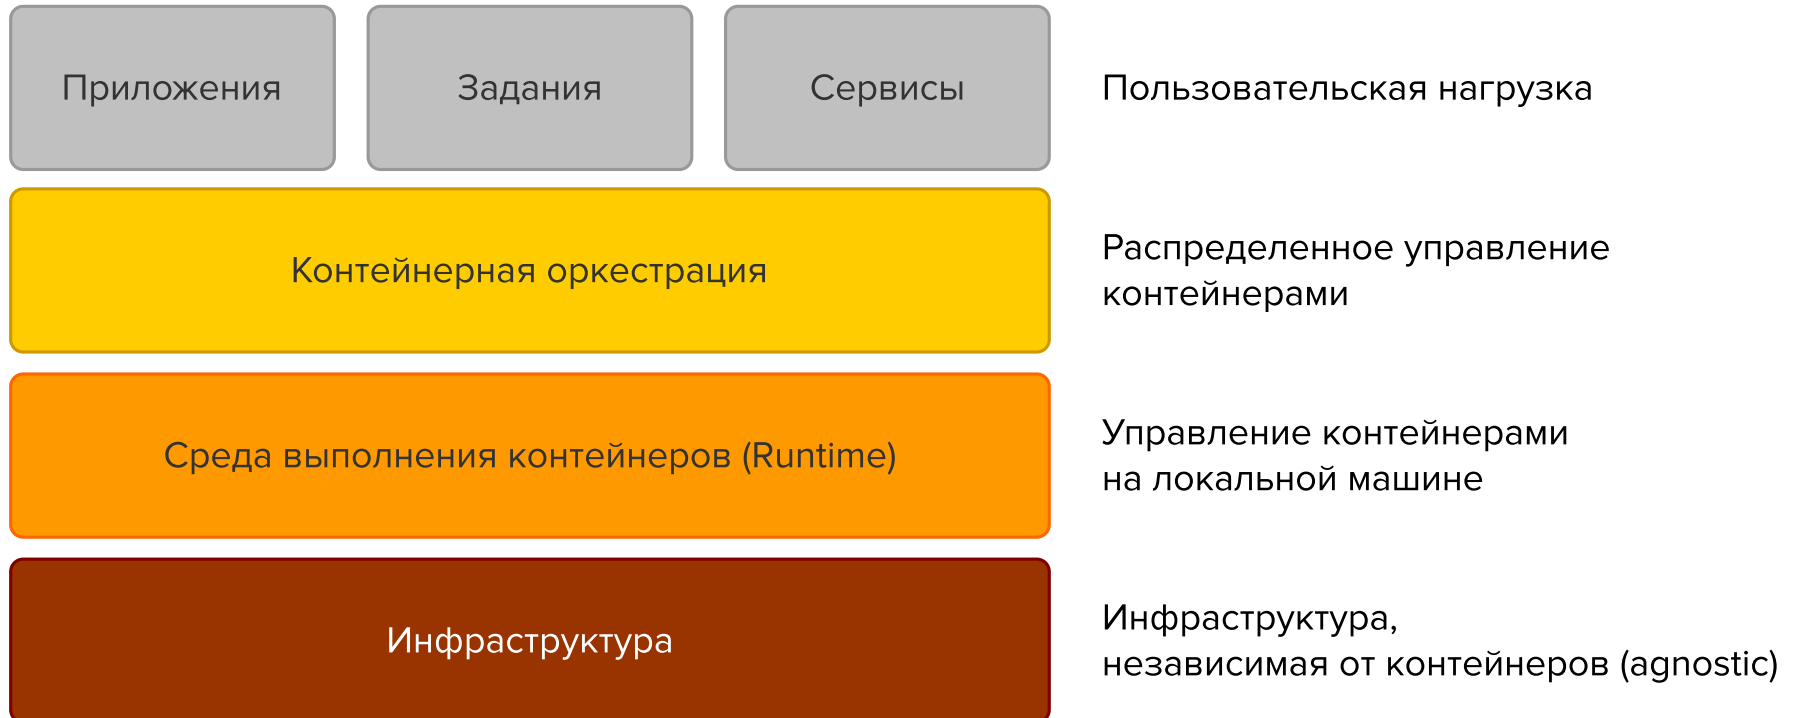 Приложения
Задания
Сервисы
Пользовательская нагрузка
Контейнерная оркестрация
Распределенное управление
контейнерами
Среда выполнения контейнеров (Runtime)
Управление контейнерами
на локальной машине
Инфраструктура
Инфраструктура,
независимая от контейнеров (agnostic)